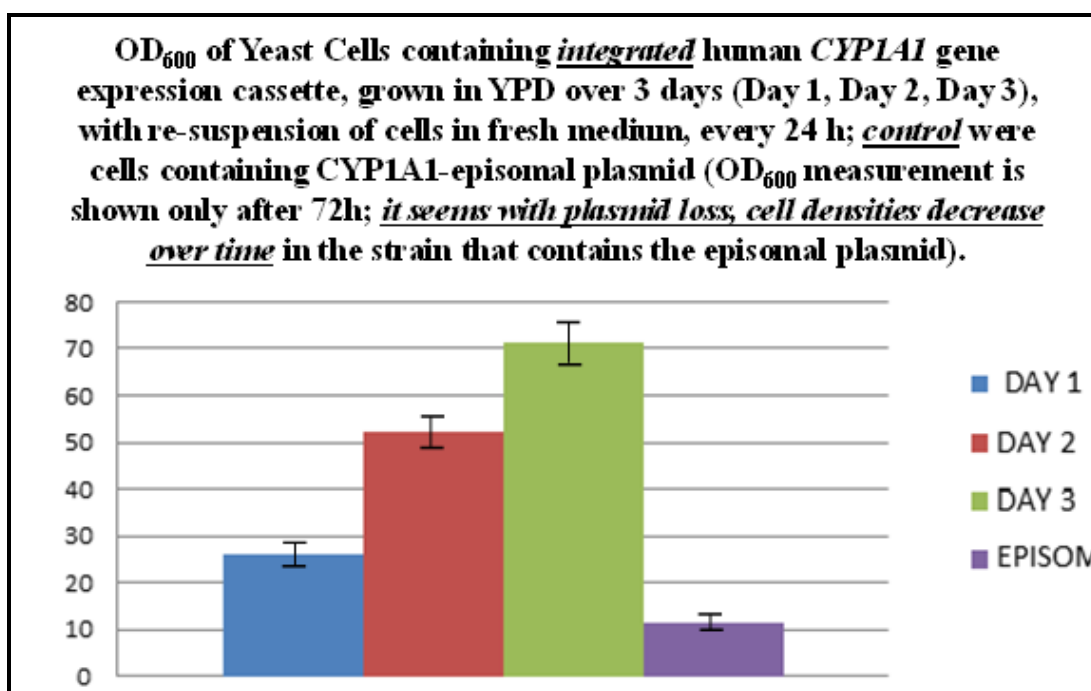 OD600 of Yeast Cells containing integrated human CYP1A1 gene
expression cassette, grown in YPD over 3 days (Day 1, Day 2, Day 3),
with re-suspension of cells in fresh medium, every 24 h; control were
cells containing CYP1A1-episomal plasmid (OD600 measurement is
shown only after 72h; it seems with plasmid loss, cell densities decrease
over time in the strain that contains the episomal plasmid).
80
70
60
50
40
30
20
10
0
DAY 1
DAY 2
DAY 3
EPISOM